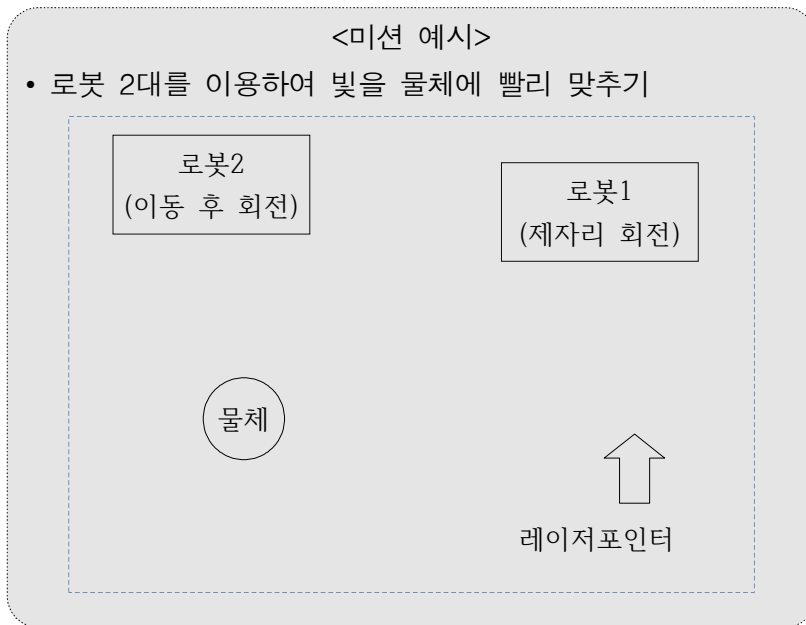 <미션 예시>
• 로봇 2대를 이용하여 빛을 물체에 빨리 맞추기
로봇2
(이동 후 회전)
로봇1
(제자리 회전)
물체
레이저포인터